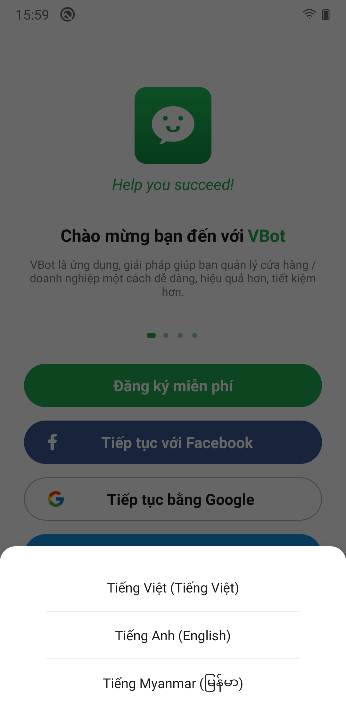 15:59
Help you succeed!
Chào mừng bạn đến với VBot
VBot là ứng dụng, giải pháp giúp bạn quản lý cửa hàng /
doanh nghiệp một cách dễ dàng, hiệu quả hơn, tiết kiệm
hơn.
Đăng ký miễn phí
Tiếp tục với Facebook
Tiếp tục bằng Google
Tiếng Việt (Tiếng Việt)
Tiếng Anh (English)
Tiếng Myanmar (မြန်မာ)